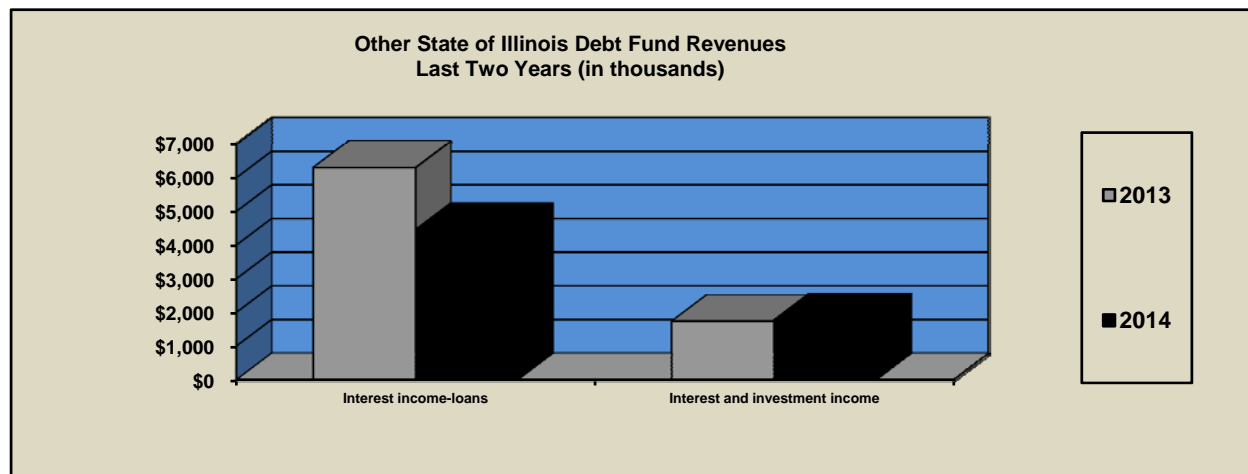 Other State of Illinois Debt Fund Revenues
Last Two Years (in thousands)
$7,000
$6,000
$5,000
$4,000
$3,000
$2,000
$1,000
$0
Interest income-loans
Interest and investment income
2013
2014